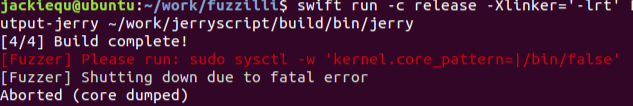 jackiequ@ubuntu:~/work/fuzzilli$ swift run -c release -Xlinker='-lrt'
utput-jerry ~/work/jerryscript/build/bin/jerry
[4/4] Build complete!
[Fuzzer] Please run: sudo sysctl -w 'kernel.core_pattern=|/bin/false'
[Fuzzer] Shutting down due to fatal error
Aborted (core dumped)